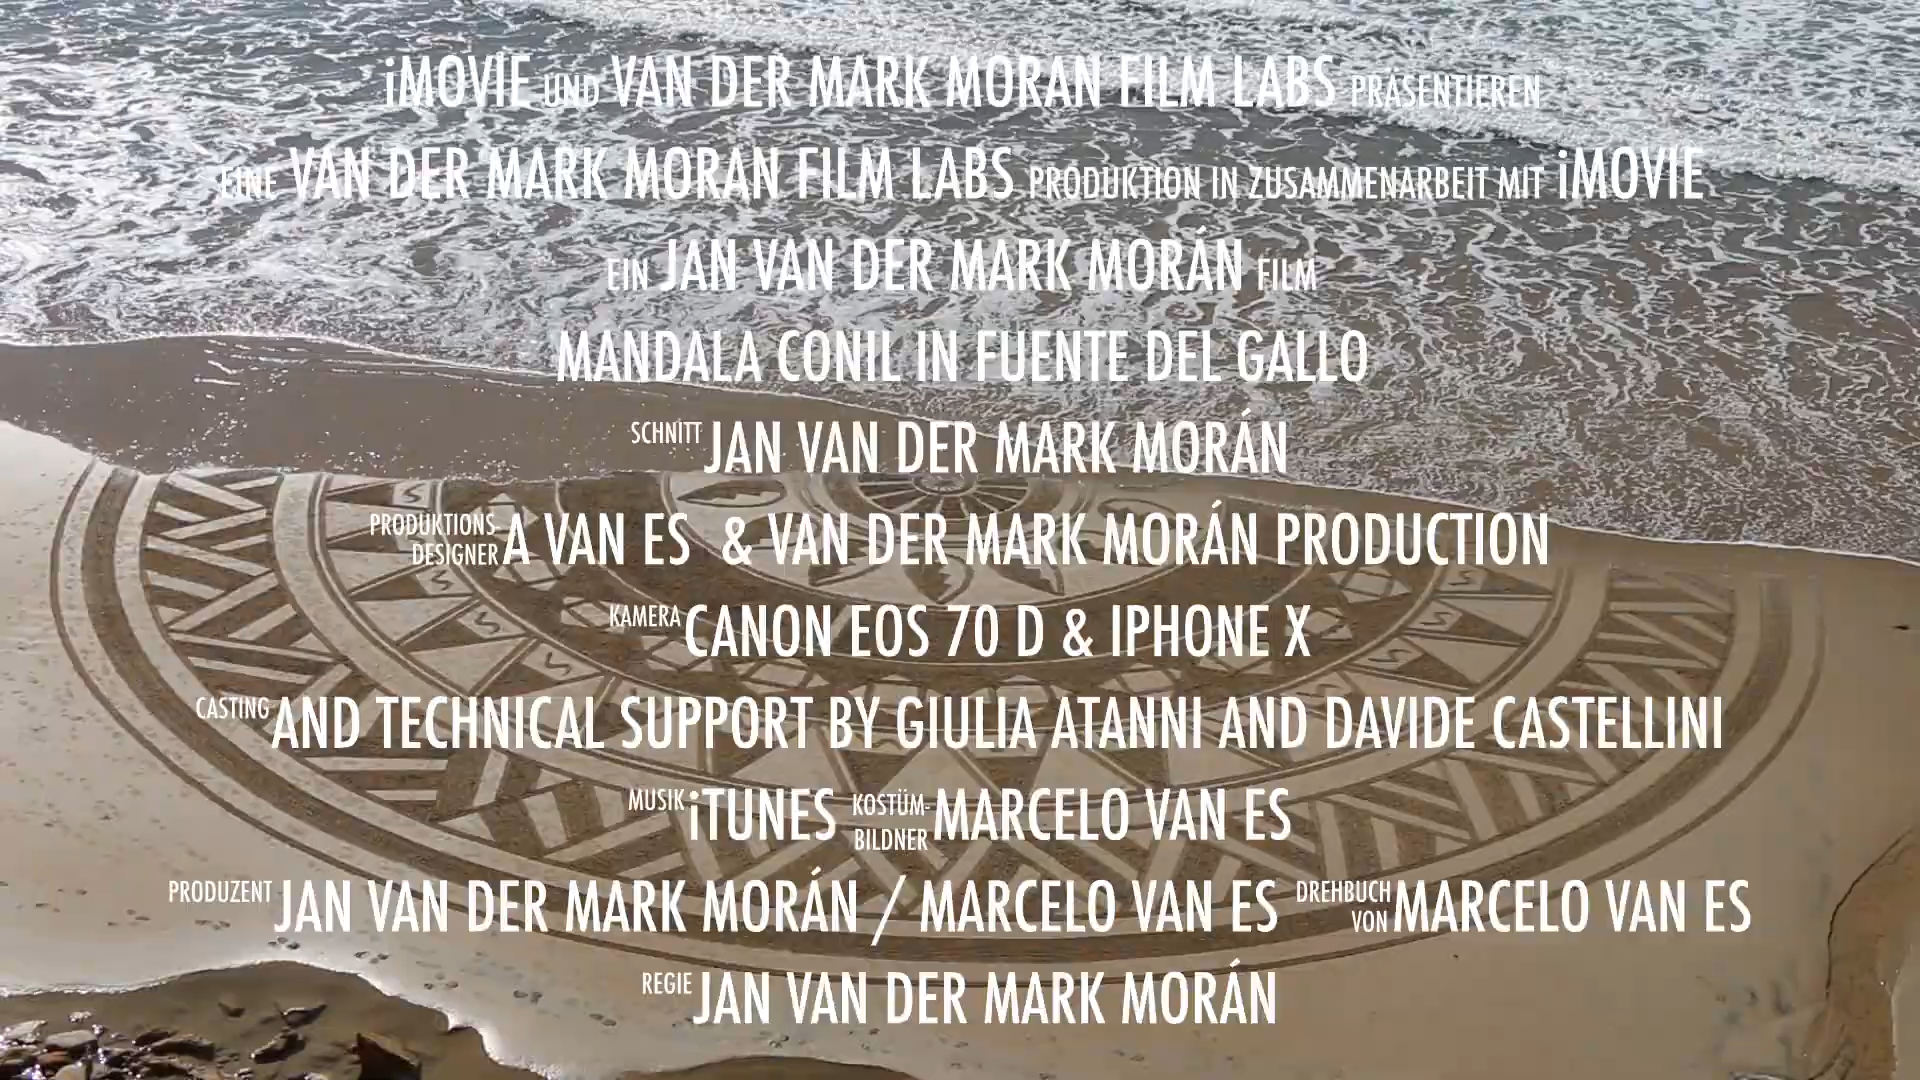 iMOVIE UND VAN DER MARK MORAN FILM LABS PRÄSENTIEREN
EINE VAN DER MARK MORAN FILM LABS PRODUKTION IN ZUSAMMENARBEIT MIT iMOVIE
EIN JAN VAN DER MARK MORÁN FILM
MANDALA CONIL IN FUENTE DEL GALLO
SCHNITT JAN VAN DER MARK MORÁN
PRODUKTIONS-DESIGNER A VAN ES & VAN DER MARK MORÁN PRODUCTION
KAMERA CANON EOS 70 D & IPHONE X
CASTING AND TECHNICAL SUPPORT BY GIULIA ATANNI AND DAVIDE CASTELLINI
MUSIK iTUNES KOSTÜM-BILDNER MARCELO VAN ES
PRODUZENT JAN VAN DER MARK MORÁN / MARCELO VAN ES DREHBUCH VON MARCELO VAN ES
REGIE JAN VAN DER MARK MORÁN